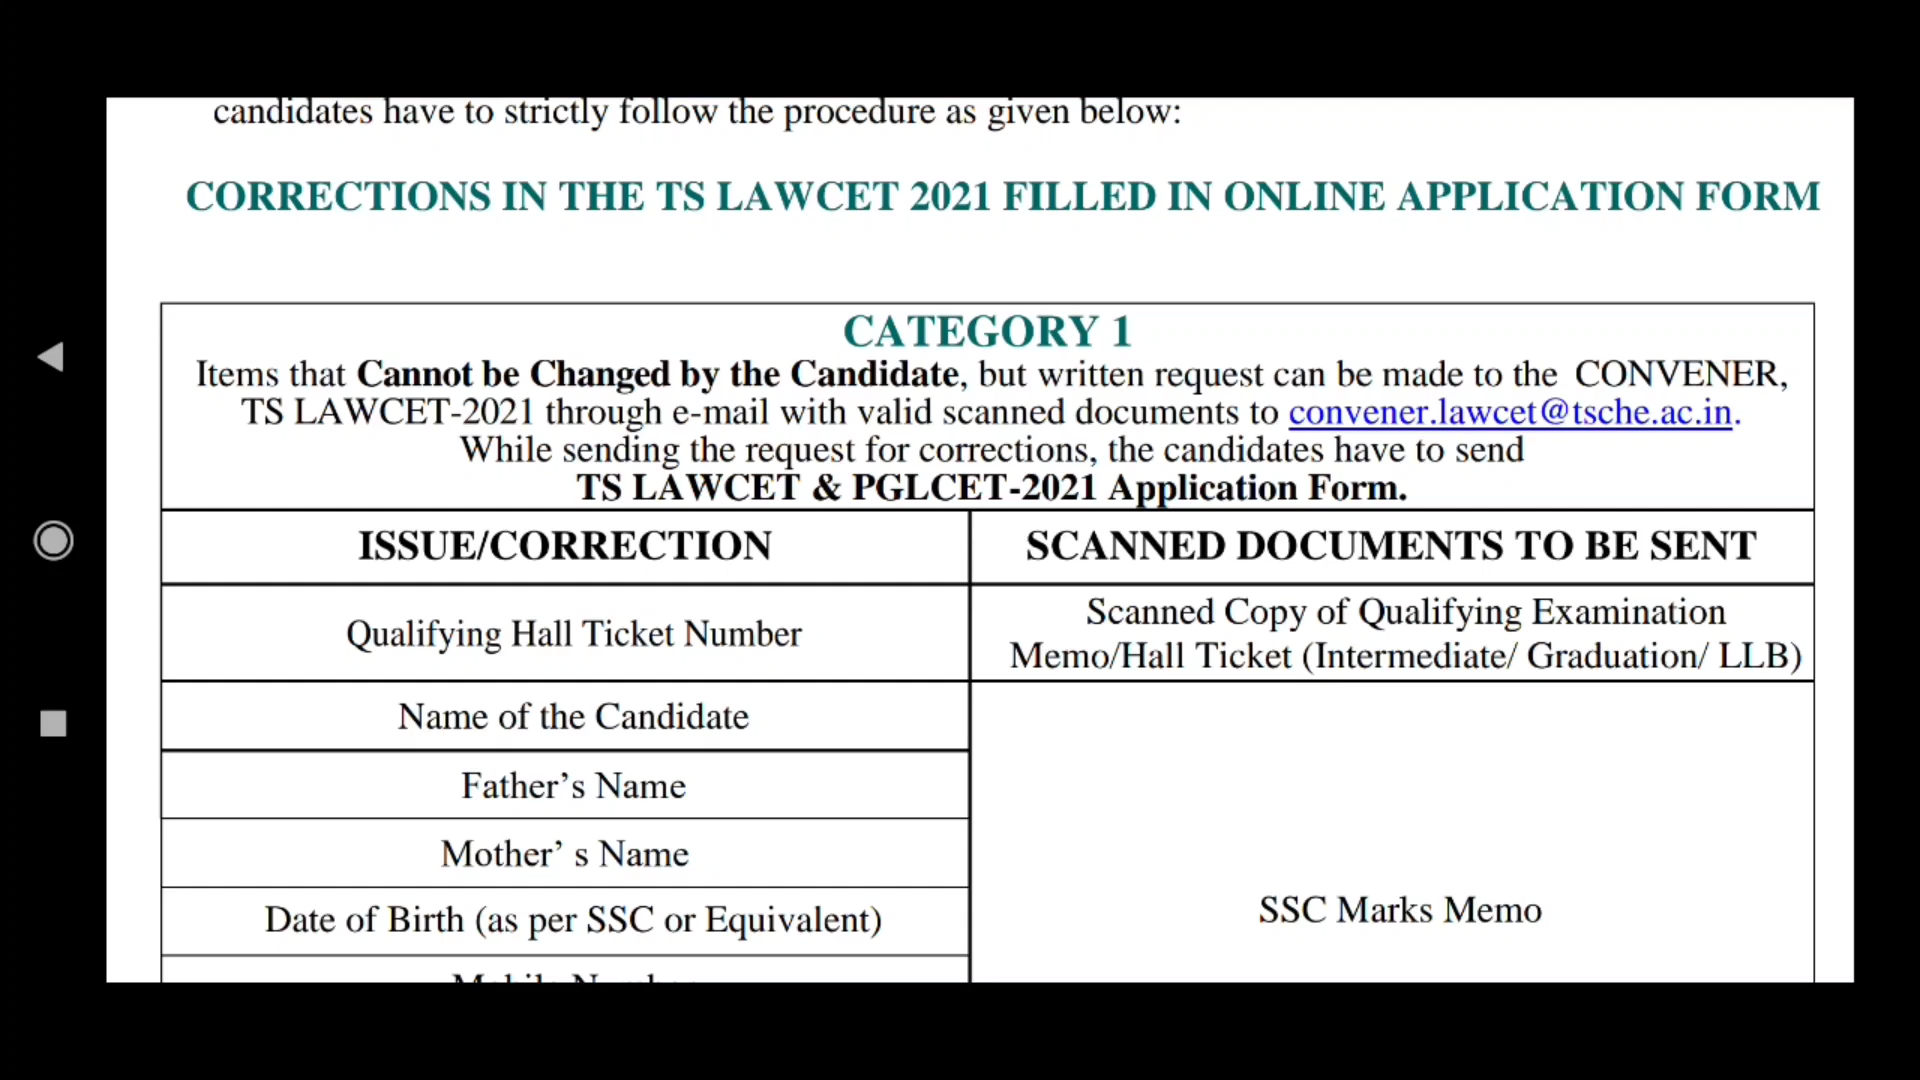 candidates have to strictly follow the procedure as given below:
CORRECTIONS IN THE TS LAWCET 2021 FILLED IN ONLINE APPLICATION FORM
CATEGORY 1
Items that Cannot be Changed by the Candidate, but written request can be made to the CONVENER,
TS LAWCET-2021 through e-mail with valid scanned documents to convener.lawcet@tsche.ac.in.
While sending the request for corrections, the candidates have to send
TS LAWCET & PGLCET-2021 Application Form.
ISSUE/CORRECTION
SCANNED DOCUMENTS TO BE SENT
Qualifying Hall Ticket Number
Scanned Copy of Qualifying Examination
Memo/Hall Ticket (Intermediate/ Graduation/ LLB)
Name of the Candidate
Father’s Name
Mother’ s Name
Date of Birth (as per SSC or Equivalent)
SSC Marks Memo